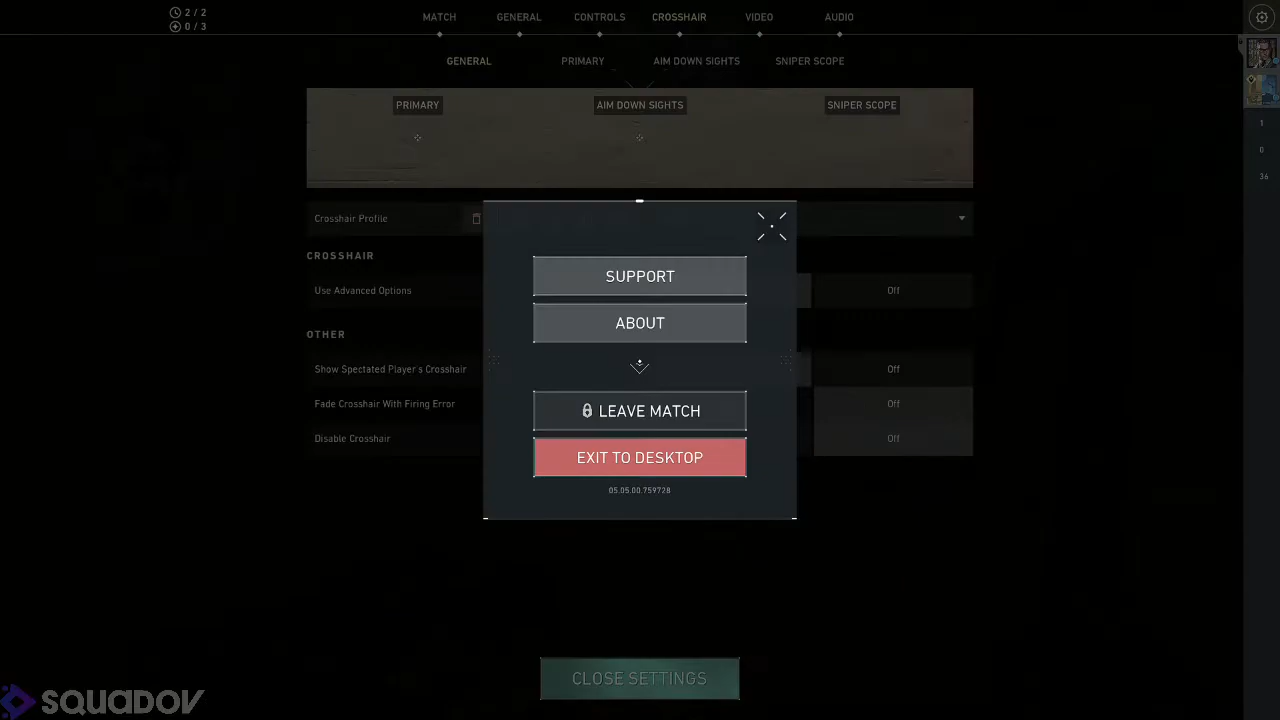 2 / 2
0 / 3
MATCH GENERAL CONTROLS CROSSHAIR VIDEO AUDIO
GENERAL PRIMARY AIM DOWN SIGHTS SNIPER SCOPE
PRIMARY AIM DOWN SIGHTS SNIPER SCOPE
Crosshair Profile
CROSSHAIR
Use Advanced Options Off
OTHER
Show Spectated Player's Crosshair Off
Fade Crosshair With Firing Error Off
Disable Crosshair Off
SUPPORT
ABOUT
LEAVE MATCH
EXIT TO DESKTOP
05.05.00.759728
CLOSE SETTINGS
1
0
36
SQUADOV